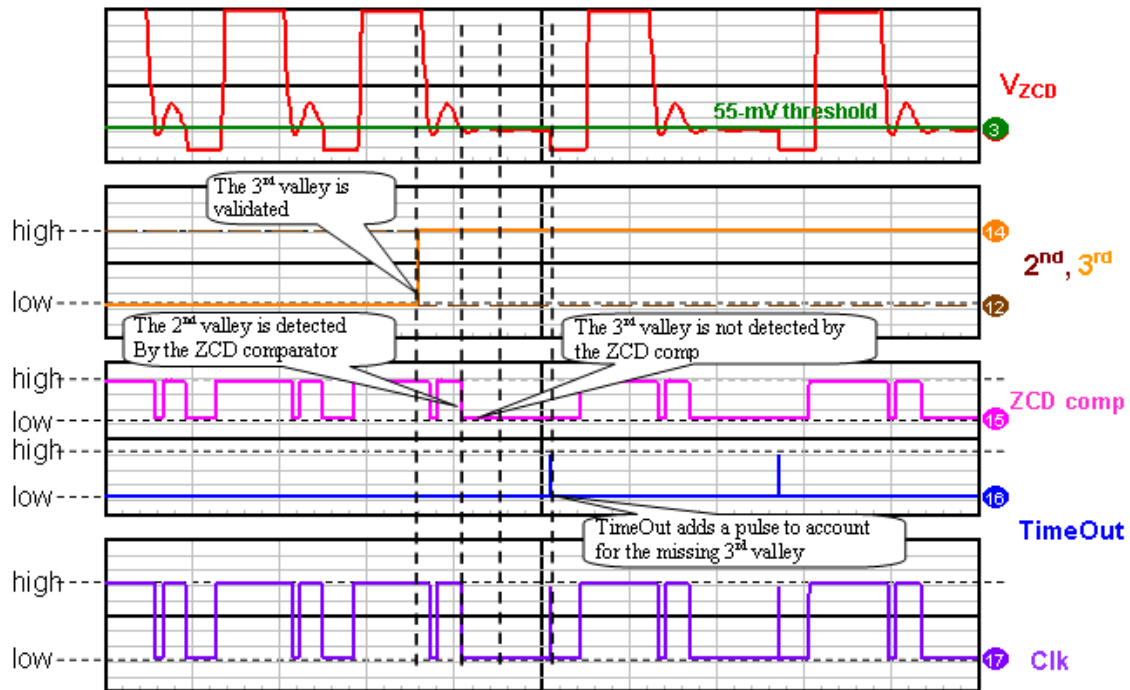 V_ZCD
55-mV threshold
3
The 3rd valley is
validated
high
14
2nd, 3rd
low
12
The 2nd valley is detected
By the ZCD comparator
The 3rd valley is not detected by
the ZCD comp
high
ZCD comp
low
15
high
low
16
TimeOut adds a pulse to account
for the missing 3rd valley
TimeOut
high
low
17
Clk